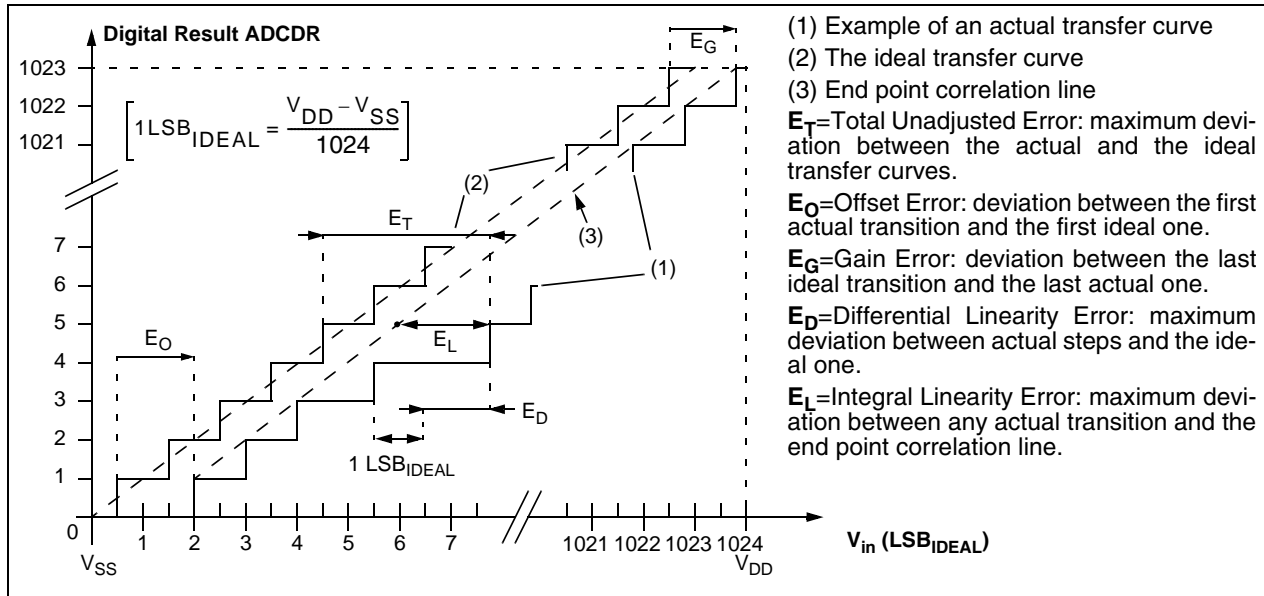 Digital Result ADCDR
1023
1022
1021
1LSB_IDEAL = (V_DD – V_SS) / 1024
7
6
5
4
3
2
1
0
E_G
(2)
E_T
(3)
(1)
E_O
E_L
E_D
1 LSB_IDEAL
1 2 3 4 5 6 7 1021 1022 1023 1024
V_SS
V_DD
V_in (LSB_IDEAL)
(1) Example of an actual transfer curve
(2) The ideal transfer curve
(3) End point correlation line
E_T=Total Unadjusted Error: maximum devi-
ation between the actual and the ideal
transfer curves.
E_O=Offset Error: deviation between the first
actual transition and the first ideal one.
E_G=Gain Error: deviation between the last
ideal transition and the last actual one.
E_D=Differential Linearity Error: maximum
deviation between actual steps and the ide-
al one.
E_L=Integral Linearity Error: maximum devi-
ation between any actual transition and the
end point correlation line.